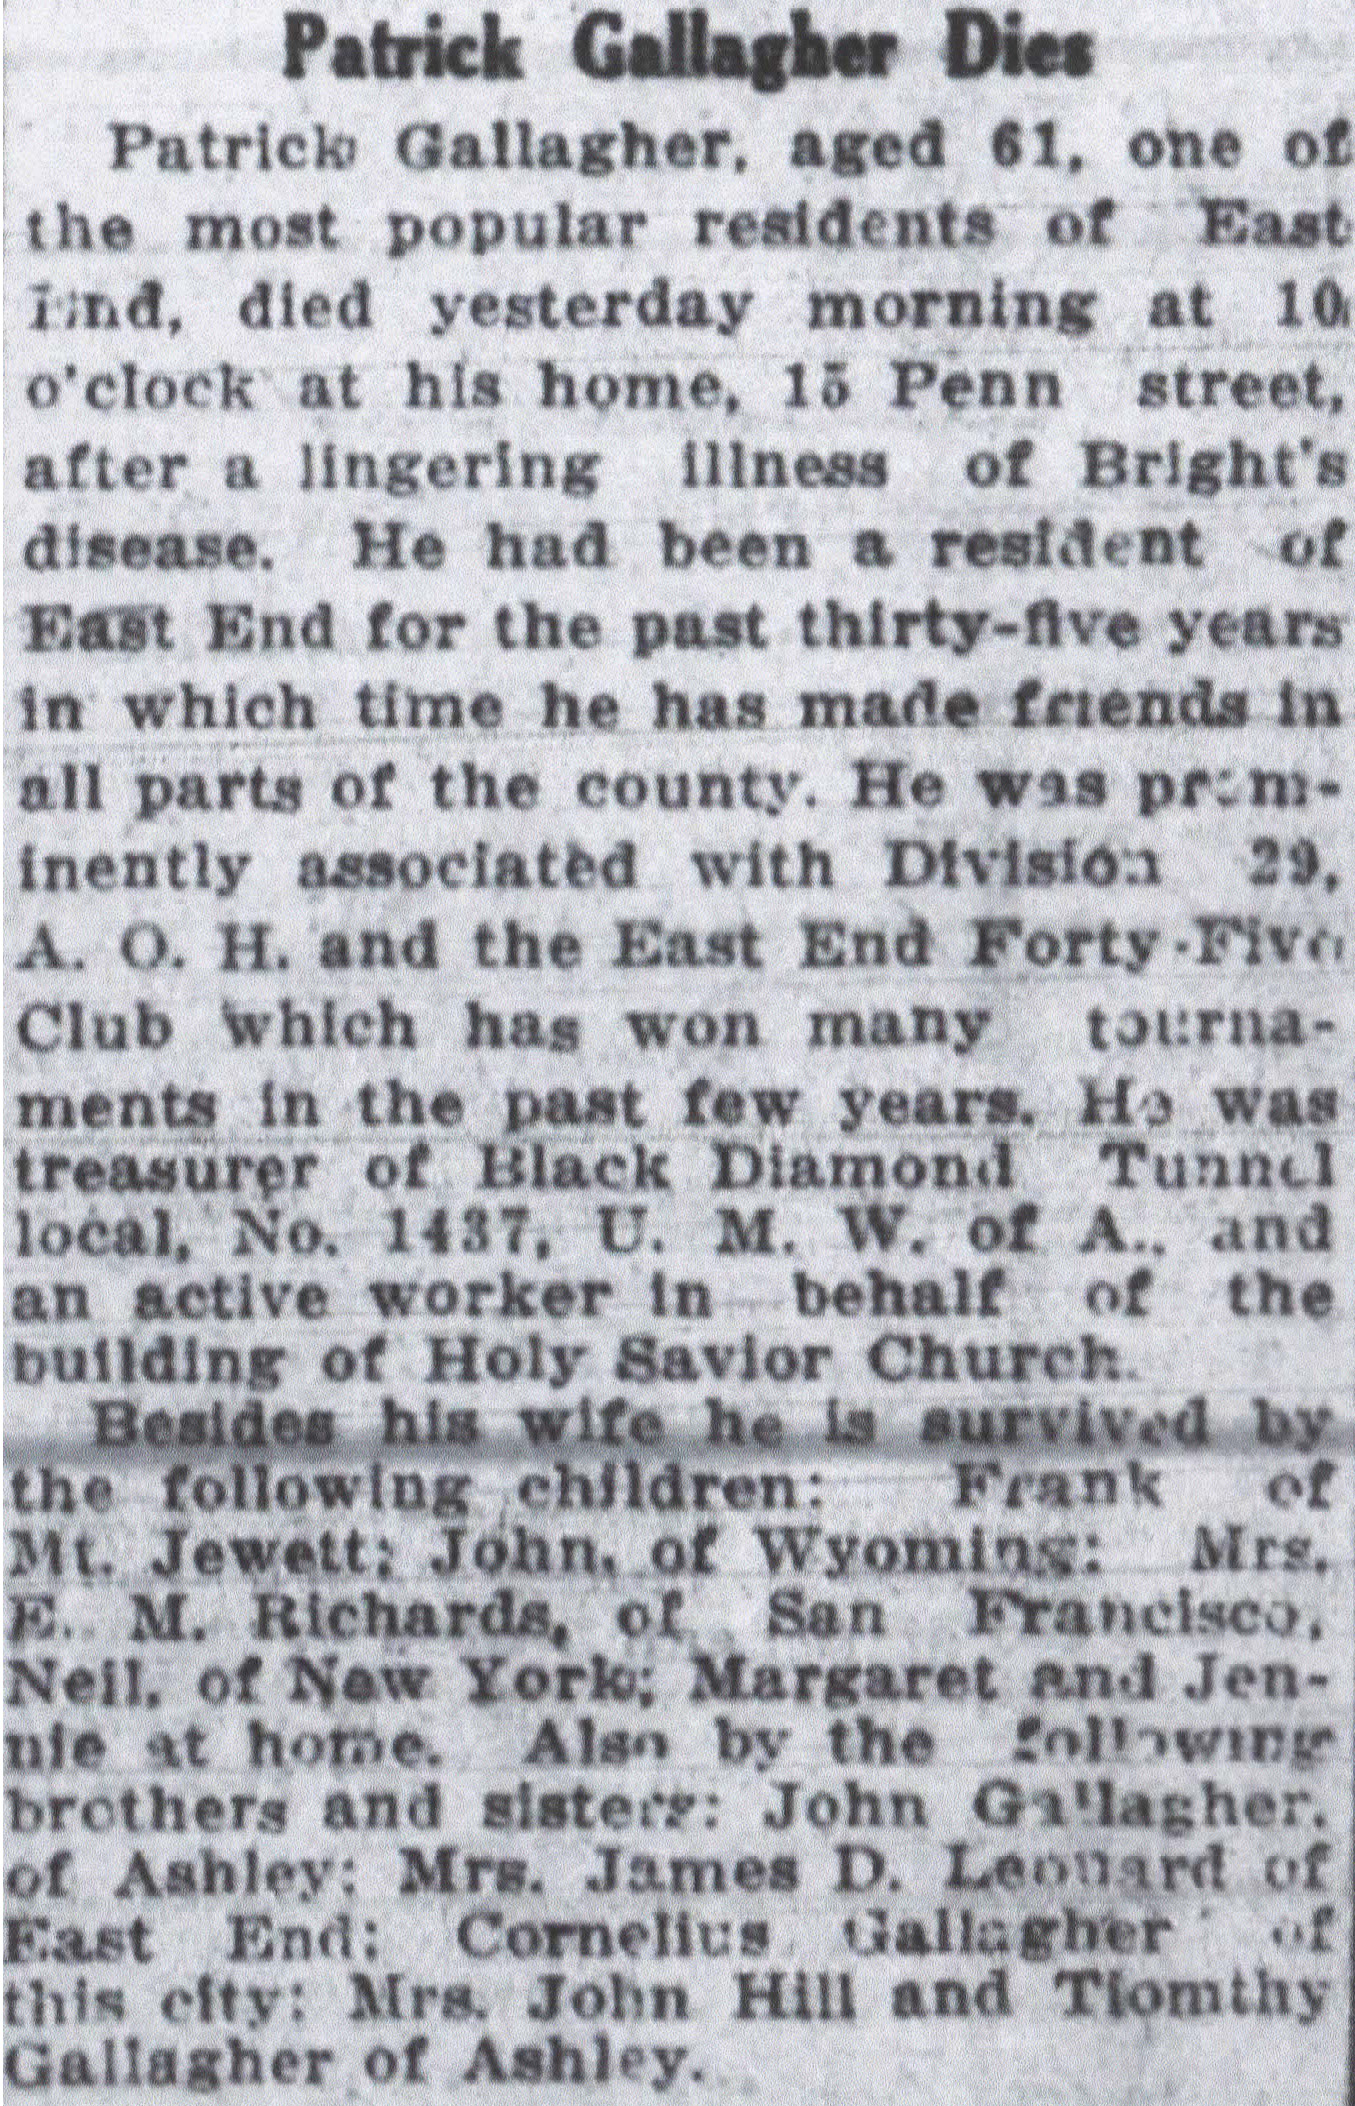 Patrick Gallagher Dies
Patrick Gallagher, aged 61, one of
the most popular residents of East
End, died yesterday morning at 10
o'clock at his home, 15 Penn street,
after a lingering illness of Bright's
disease. He had been a resident of
East End for the past thirty-five years
in which time he has made friends in
all parts of the county. He was prom-
inently associated with Division 29,
A. O. H. and the East End Forty-Five
Club which has won many tourna-
ments in the past few years. He was
treasurer of Black Diamond Tunnel
local, No. 1437, U. M. W. of A., and
an active worker in behalf of the
building of Holy Savior Church.
Besides his wife he is survived by
the following children: Frank of
Mt. Jewett; John, of Wyoming; Mrs.
E. M. Richards, of San Francisco,
Neil, of New York; Margaret and Jen-
nie at home. Also by the following
brothers and sisters: John Gallagher,
of Ashley; Mrs. James D. Leonard of
East End; Cornelius Gallagher of
this city; Mrs. John Hill and Tiomthy
Gallagher of Ashley.